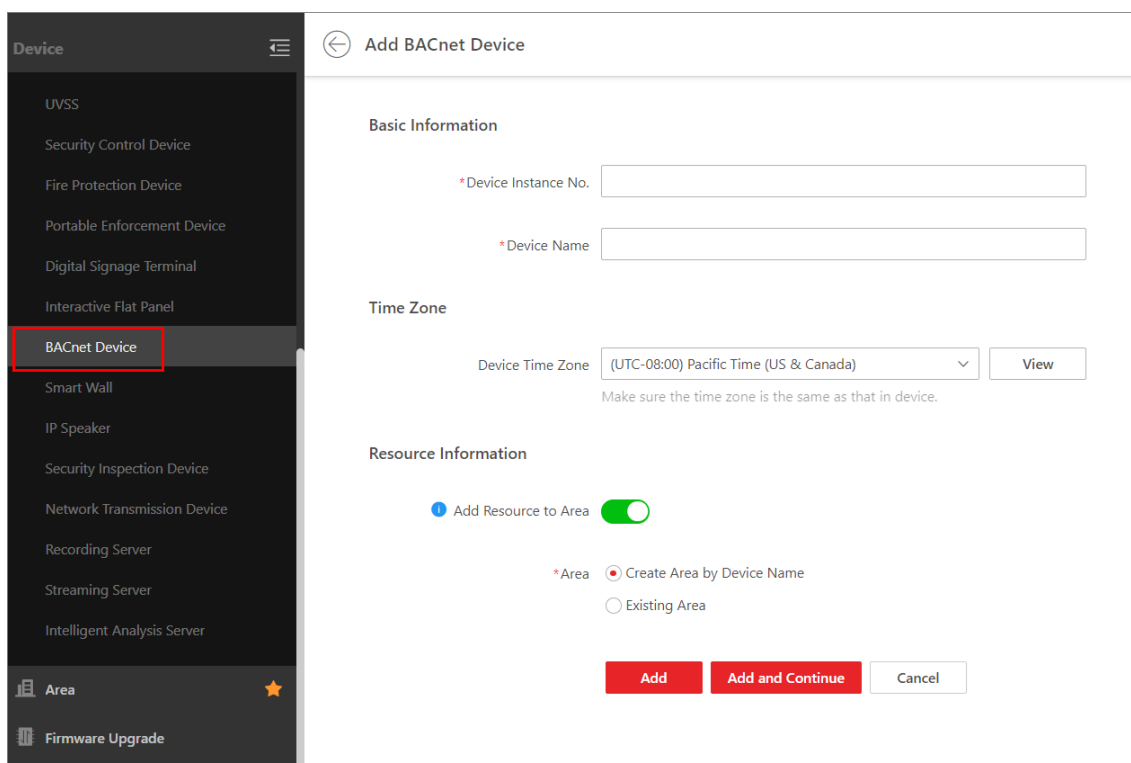 Device
UVSS
Security Control Device
Fire Protection Device
Portable Enforcement Device
Digital Signage Terminal
Interactive Flat Panel
BACnet Device
Smart Wall
IP Speaker
Security Inspection Device
Network Transmission Device
Recording Server
Streaming Server
Intelligent Analysis Server
Area
Firmware Upgrade
Add BACnet Device
Basic Information
*Device Instance No.
*Device Name
Time Zone
Device Time Zone (UTC-08:00) Pacific Time (US & Canada) View
Make sure the time zone is the same as that in device.
Resource Information
i Add Resource to Area
*Area Create Area by Device Name
Existing Area
Add Add and Continue Cancel